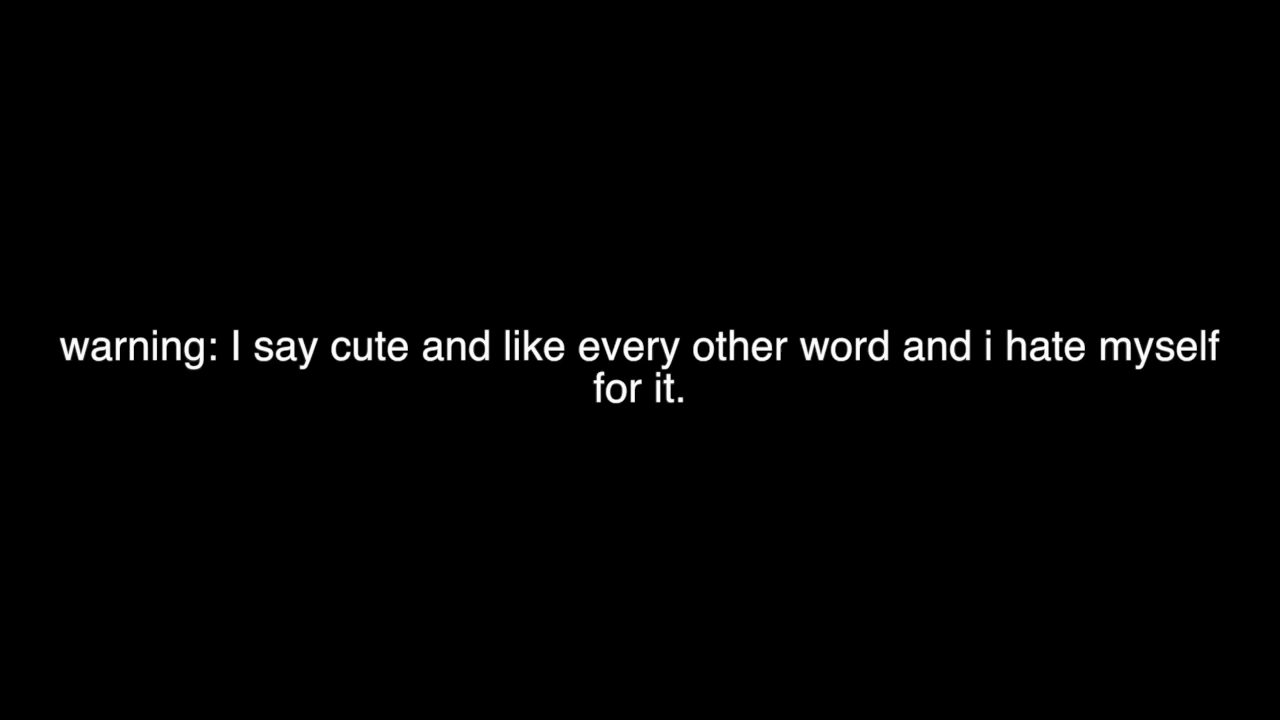 warning: I say cute and like every other word and i hate myself
for it.